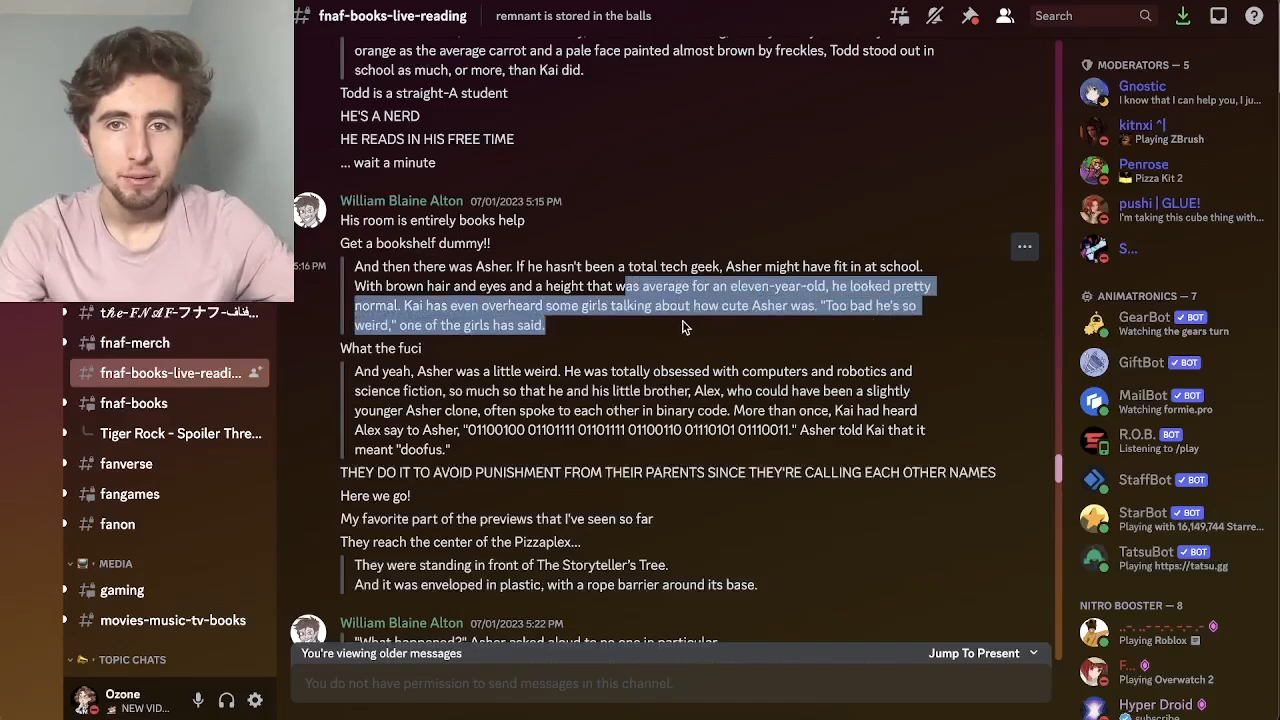 fnaf-books-live-reading
remnant is stored in the balls
Search
orange as the average carrot and a pale face painted almost brown by freckles, Todd stood out in
school as much, or more, than Kai did.
Todd is a straight-A student
HE'S A NERD
HE READS IN HIS FREE TIME
... wait a minute
William Blaine Alton 07/01/2023 5:15 PM
His room is entirely books help
Get a bookshelf dummy!!
5:16 PM
And then there was Asher. If he hasn't been a total tech geek, Asher might have fit in at school.
With brown hair and eyes and a height that was average for an eleven-year-old, he looked pretty
normal. Kai has even overheard some girls talking about how cute Asher was. "Too bad he's so
weird," one of the girls has said.
What the fuci
And yeah, Asher was a little weird. He was totally obsessed with computers and robotics and
science fiction, so much so that he and his little brother, Alex, who could have been a slightly
younger Asher clone, often spoke to each other in binary code. More than once, Kai had heard
Alex say to Asher, "01100100 01101111 01101111 01100110 01110101 01110011." Asher told Kai that it
meant "doofus."
THEY DO IT TO AVOID PUNISHMENT FROM THEIR PARENTS SINCE THEY'RE CALLING EACH OTHER NAMES
Here we go!
My favorite part of the previews that I've seen so far
They reach the center of the Pizzaplex...
They were standing in front of The Storyteller's Tree.
And it was enveloped in plastic, with a rope barrier around its base.
William Blaine Alton 07/01/2023 5:22 PM
"What happened?" Asher asked aloud to no one in particular
You're viewing older messages
Jump To Present
You do not have permission to send messages in this channel.
fnaf-merch
fnaf-books-live-readi...
fnaf-books
Tiger Rock - Spoiler Thre...
fanverse
fangames
fanon
MEDIA
gaming
movies-music-tv-books
TOPIC CHATS
Ozone
NEW VID...
MODERATORS — 5
Gnostic
I know that I can help you, I ju...
kitnxi ^|
Playing ZBrush
Penrose
Pizza Kit 2
pushi | GLUE!
I'm taking this cube thing with...
S...
ANIMATRONICS — 7
GearBot BOT
Watching the gears turn
GiftBot BOT
MailBot BOT
Watching formie.pro
R.O.B. BOT
Listening to /play
StaffBot BOT
StarBot BOT
Playing with 16,149,744 Starre...
TatsuBot BOT
Playing https://tatsu.gg
NITRO BOOSTER — 8
Playing Roblox
F...
Playing Overwatch 2
Hyper Droid
subscribe